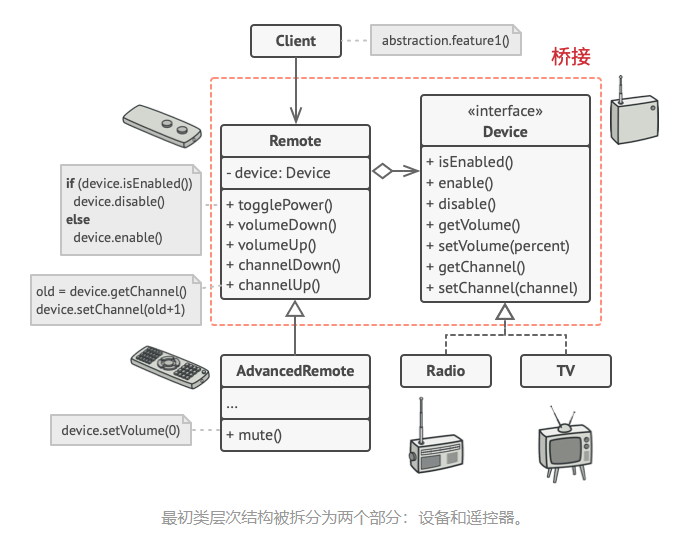 Client
abstraction.feature1()
桥接
Remote
- device: Device
+ togglePower()
+ volumeDown()
+ volumeUp()
+ channelDown()
+ channelUp()
«interface»
Device
+ isEnabled()
+ enable()
+ disable()
+ getVolume()
+ setVolume(percent)
+ getChannel()
+ setChannel(channel)
if (device.isEnabled())
device.disable()
else
device.enable()
old = device.getChannel()
device.setChannel(old+1)
AdvancedRemote
...
+ mute()
device.setVolume(0)
Radio
TV
最初类层次结构被拆分为两个部分：设备和遥控器。